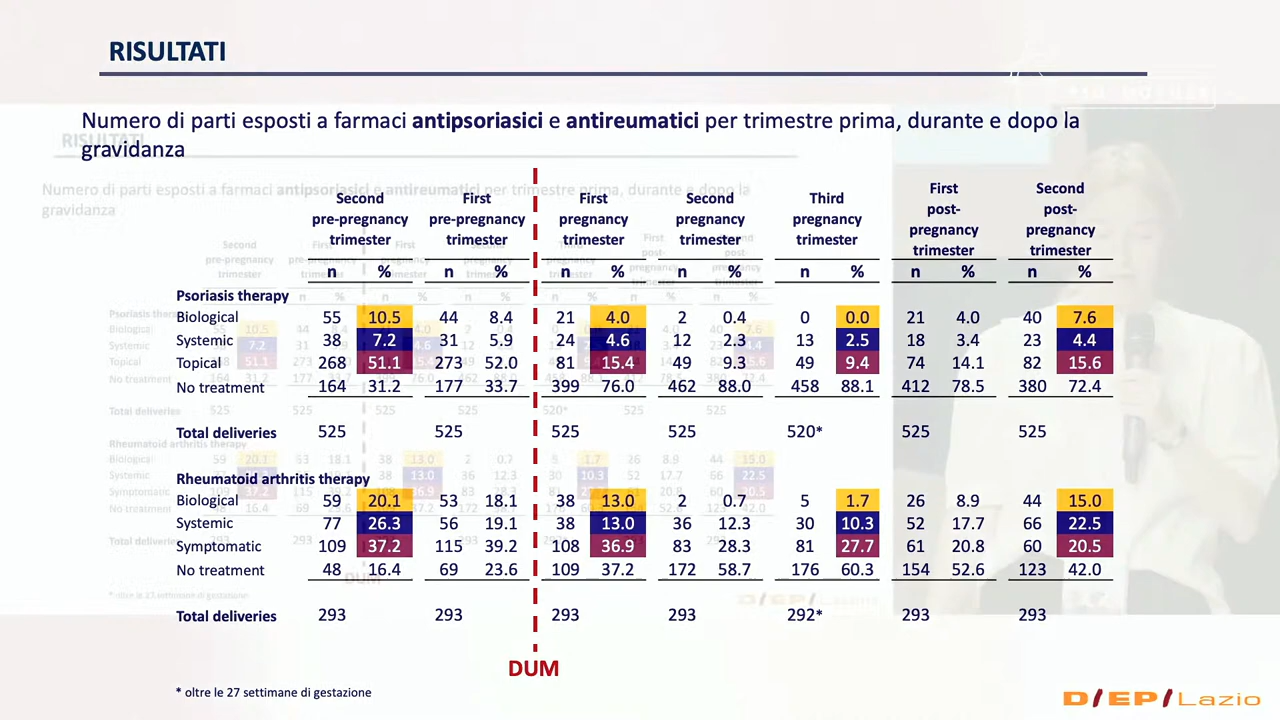 RISULTATI
Numero di parti esposti a farmaci antipsoriasici e antireumatici per trimestre prima, durante e dopo la
gravidanza
Second pre-pregnancy trimester First pre-pregnancy trimester First pregnancy trimester Second pregnancy trimester Third pregnancy trimester First post-pregnancy trimester Second post-pregnancy trimester
n % n % n % n % n % n % n %
Psoriasis therapy
Biological 55 10.5 44 8.4 21 4.0 2 0.4 0 0.0 21 4.0 40 7.6
Systemic 38 7.2 31 5.9 24 4.6 12 2.3 13 2.5 18 3.4 23 4.4
Topical 268 51.1 273 52.0 81 15.4 49 9.3 49 9.4 74 14.1 82 15.6
No treatment 164 31.2 177 33.7 399 76.0 462 88.0 458 88.1 412 78.5 380 72.4
Total deliveries 525 525 525 525 520* 525 525
Rheumatoid arthritis therapy
Biological 59 20.1 53 18.1 38 13.0 2 0.7 5 1.7 26 8.9 44 15.0
Systemic 77 26.3 56 19.1 38 13.0 36 12.3 30 10.3 52 17.7 66 22.5
Symptomatic 109 37.2 115 39.2 108 36.9 83 28.3 81 27.7 61 20.8 60 20.5
No treatment 48 16.4 69 23.6 109 37.2 172 58.7 176 60.3 154 52.6 123 42.0
Total deliveries 293 293 293 293 292* 293 293
DUM
* oltre le 27 settimane di gestazione
D/EP/Lazio